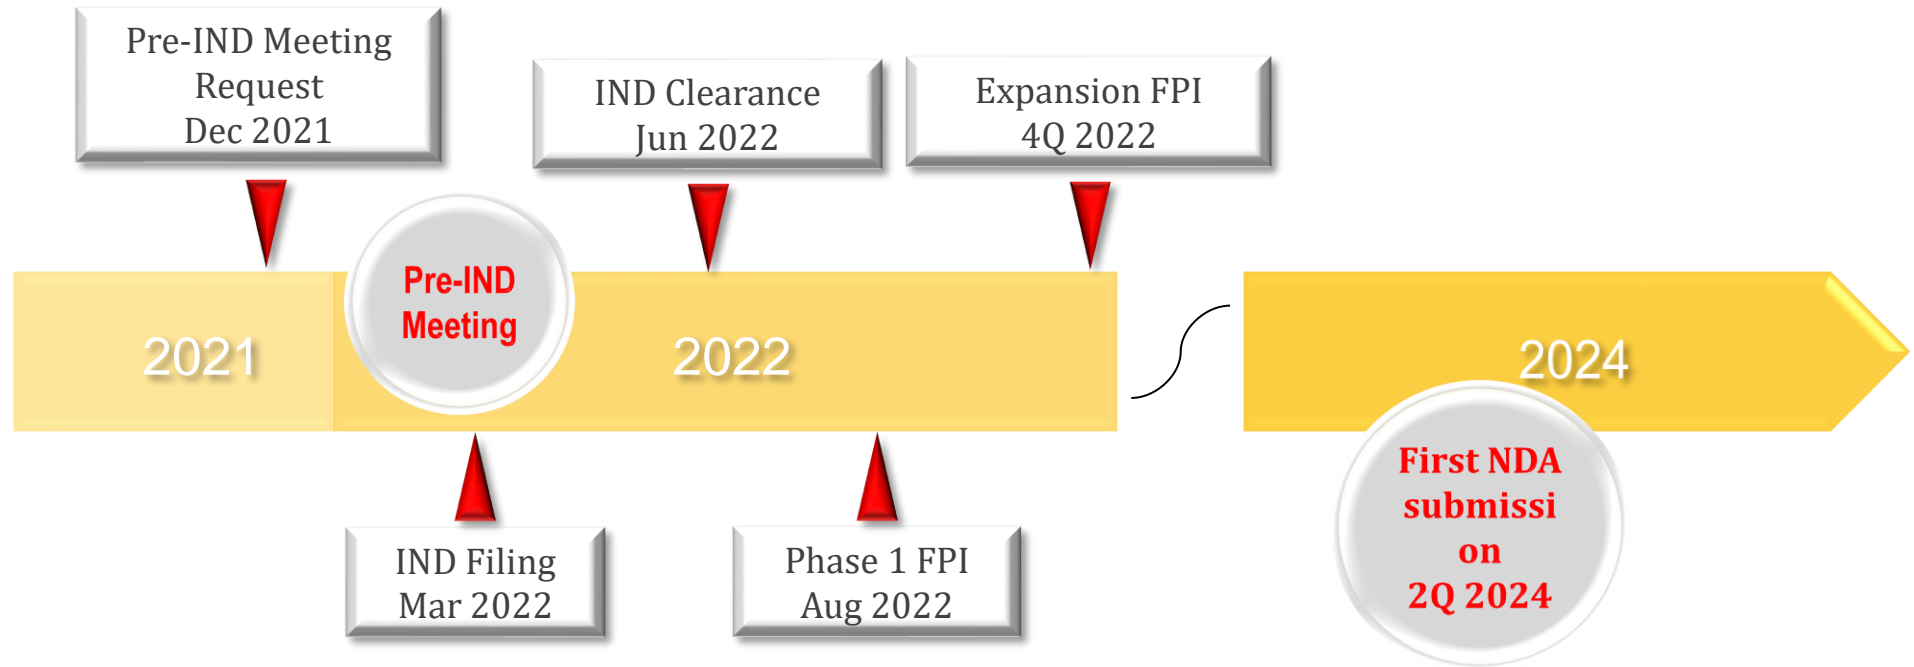 Pre-IND Meeting
Request
Dec 2021
IND Clearance
Jun 2022
Expansion FPI
4Q 2022
Pre-IND
Meeting
2021
2022
2024
IND Filing
Mar 2022
Phase 1 FPI
Aug 2022
First NDA
submissi
on
2Q 2024